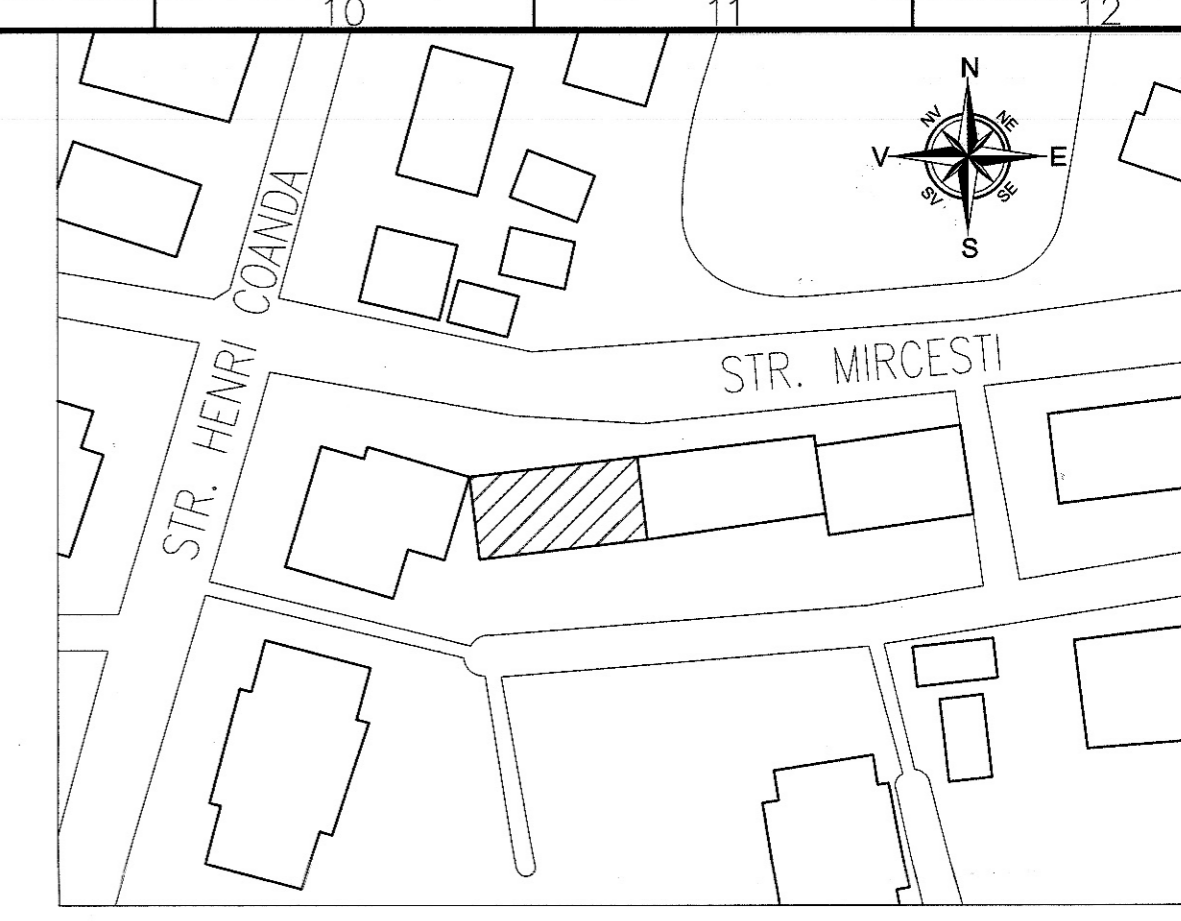 10 11 12
N
NV NE
V E
SV SE
S
STR. HENRI COANDA
STR. MIRCESTI